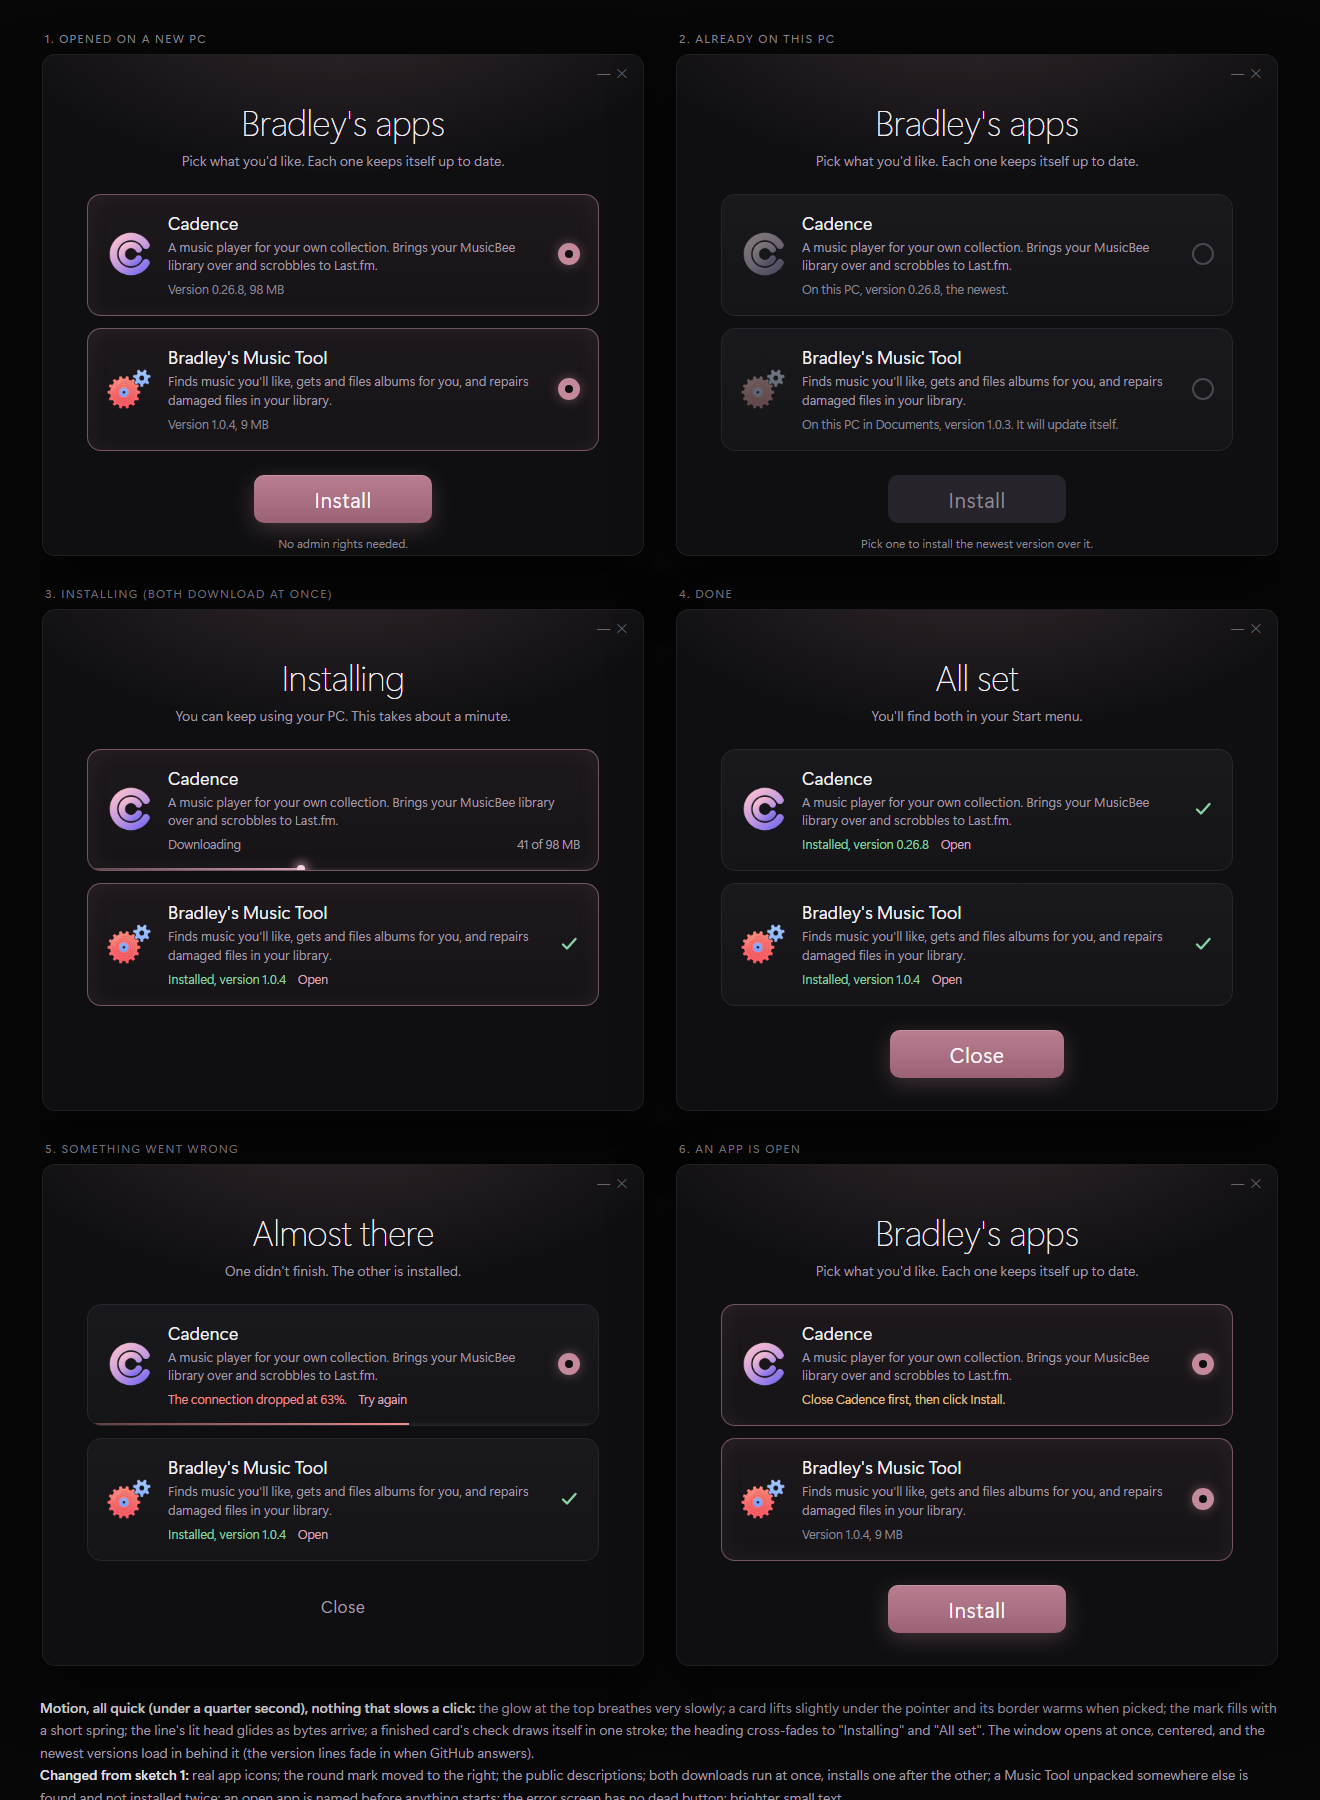 1. OPENED ON A NEW PC
Bradley's apps
Pick what you'd like. Each one keeps itself up to date.
Cadence
A music player for your own collection. Brings your MusicBee
library over and scrobbles to Last.fm.
Version 0.26.8, 98 MB
Bradley's Music Tool
Finds music you'll like, gets and files albums for you, and repairs
damaged files in your library.
Version 1.0.4, 9 MB
Install
No admin rights needed.
2. ALREADY ON THIS PC
Bradley's apps
Pick what you'd like. Each one keeps itself up to date.
Cadence
A music player for your own collection. Brings your MusicBee
library over and scrobbles to Last.fm.
On this PC, version 0.26.8, the newest.
Bradley's Music Tool
Finds music you'll like, gets and files albums for you, and repairs
damaged files in your library.
On this PC in Documents, version 1.0.3. It will update itself.
Install
Pick one to install the newest version over it.
3. INSTALLING (BOTH DOWNLOAD AT ONCE)
Installing
You can keep using your PC. This takes about a minute.
Cadence
A music player for your own collection. Brings your MusicBee library
over and scrobbles to Last.fm.
Downloading 41 of 98 MB
Bradley's Music Tool
Finds music you'll like, gets and files albums for you, and repairs
damaged files in your library.
Installed, version 1.0.4 Open
4. DONE
All set
You'll find both in your Start menu.
Cadence
A music player for your own collection. Brings your MusicBee
library over and scrobbles to Last.fm.
Installed, version 0.26.8 Open
Bradley's Music Tool
Finds music you'll like, gets and files albums for you, and repairs
damaged files in your library.
Installed, version 1.0.4 Open
Close
5. SOMETHING WENT WRONG
Almost there
One didn't finish. The other is installed.
Cadence
A music player for your own collection. Brings your MusicBee
library over and scrobbles to Last.fm.
The connection dropped at 63%. Try again
Bradley's Music Tool
Finds music you'll like, gets and files albums for you, and repairs
damaged files in your library.
Installed, version 1.0.4 Open
Close
6. AN APP IS OPEN
Bradley's apps
Pick what you'd like. Each one keeps itself up to date.
Cadence
A music player for your own collection. Brings your MusicBee
library over and scrobbles to Last.fm.
Close Cadence first, then click Install.
Bradley's Music Tool
Finds music you'll like, gets and files albums for you, and repairs
damaged files in your library.
Version 1.0.4, 9 MB
Install
Motion, all quick (under a quarter second), nothing that slows a click: the glow at the top breathes very slowly; a card lifts slightly under the pointer and its border warms when picked; the mark fills with
a short spring; the line's lit head glides as bytes arrive; a finished card's check draws itself in one stroke; the heading cross-fades to "Installing" and "All set". The window opens at once, centered, and the
newest versions load in behind it (the version lines fade in when GitHub answers).
Changed from sketch 1: real app icons; the round mark moved to the right; the public descriptions; both downloads run at once, installs one after the other; a Music Tool unpacked somewhere else is
found and not installed twice; an open app is named before anything starts; the error screen has no dead button; brighter small text.